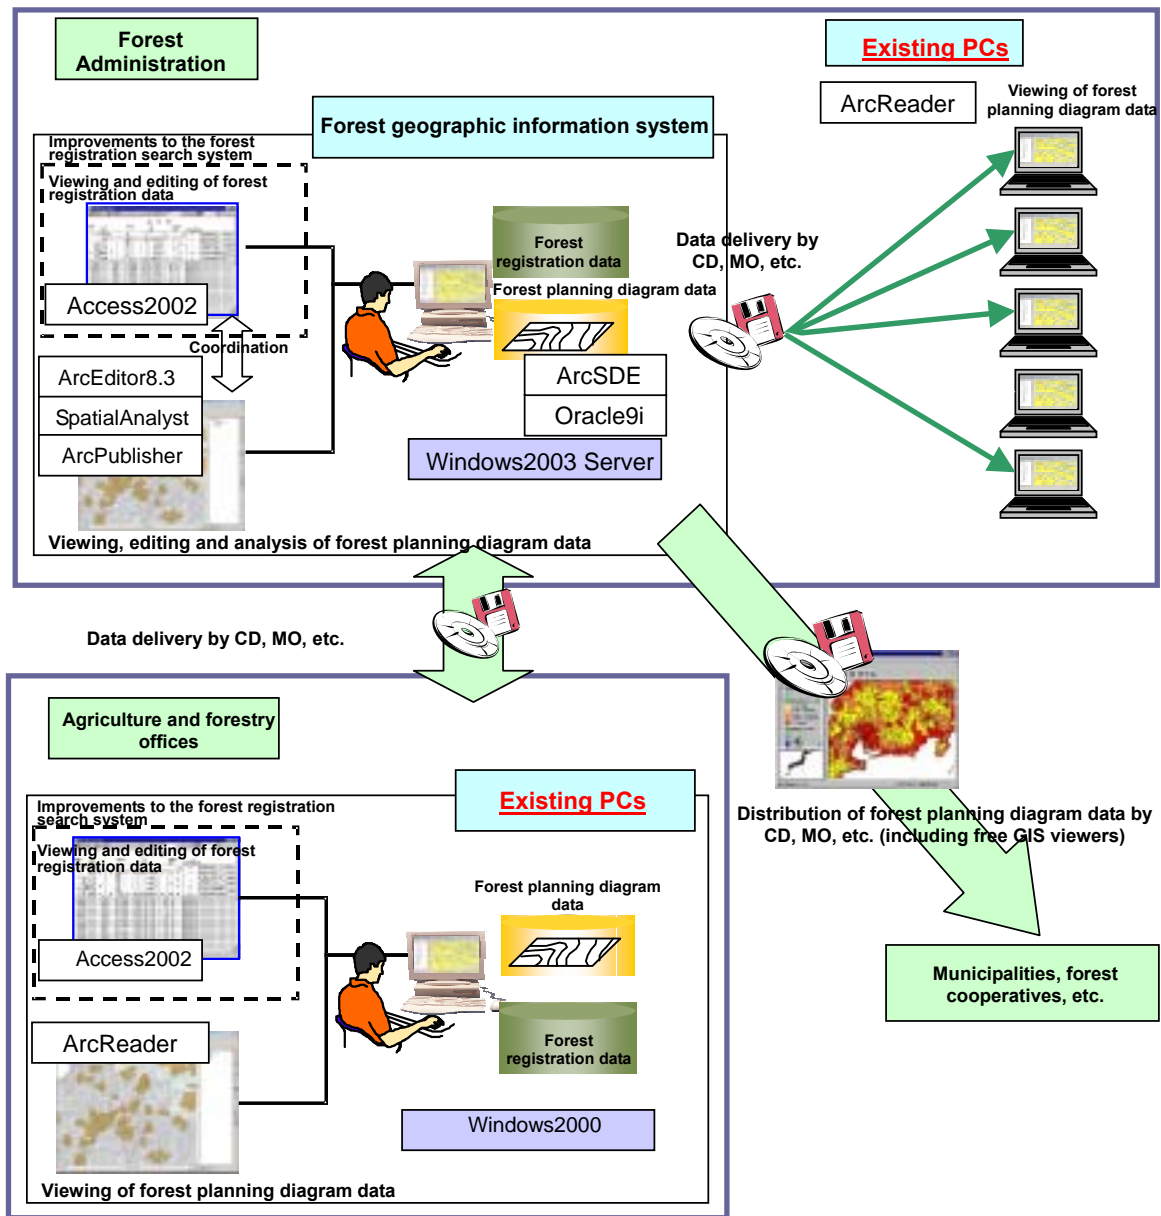 Forest
Administration
Existing PCs
ArcReader
Viewing of forest
planning diagram data
Forest geographic information system
Improvements to the forest
registration search system
Viewing and editing of forest
registration data
Access2002
Coordination
ArcEditor8.3
SpatialAnalyst
ArcPublisher
Forest
registration data
Forest planning diagram data
ArcSDE
Oracle9i
Windows2003 Server
Data delivery by
CD, MO, etc.
Viewing, editing and analysis of forest planning diagram data
Data delivery by CD, MO, etc.
Agriculture and forestry
offices
Existing PCs
Improvements to the forest registration
search system
Viewing and editing of forest
registration data
Access2002
ArcReader
Forest planning diagram
data
Forest
registration data
Windows2000
Viewing of forest planning diagram data
Distribution of forest planning diagram data by
CD, MO, etc. (including free GIS viewers)
Municipalities, forest
cooperatives, etc.